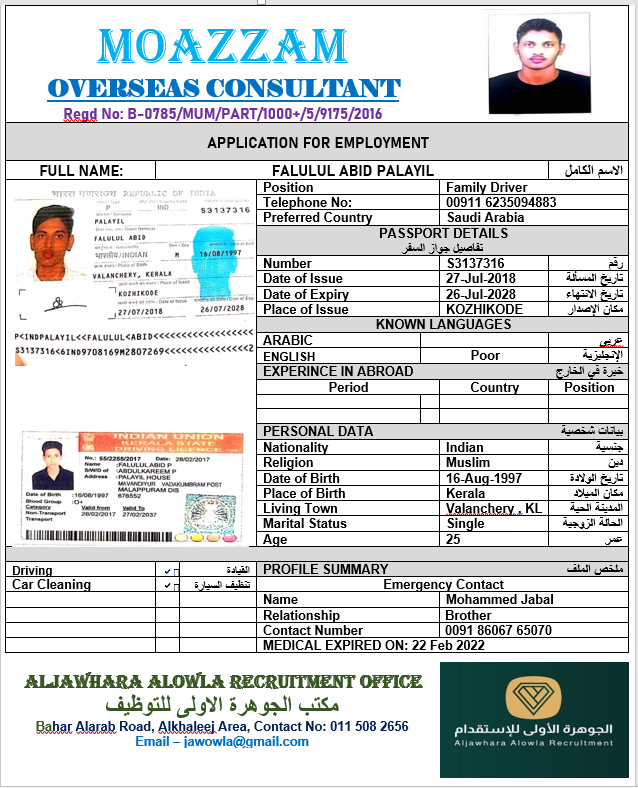 MOAZZAM
OVERSEAS CONSULTANT
Regd No: B-0785/MUM/PART/1000+/5/9175/2016
APPLICATION FOR EMPLOYMENT
FULL NAME: FALULUL ABID PALAYIL الاسم الكامل
भारत गणराज्य REPUBLIC OF INDIA
P IND S3137316
PALAYIL
FALULUL ABID
भारतीय/INDIAN M 16/08/1997
VALANCHERY, KERALA
KOZHIKODE
27/07/2018 26/07/2028
P<INDPALAYIL<<FALULUL<ABID<<<<<<<<<<<<<<<<<<
S3137316<6IND9708169M2807269<<<<<<<<<<<<<<<2
INDIAN UNION
KERALA STATE
DRIVING LICENCE
No.: 55/2255/2017 Date: 28/02/2017
Name :FALULULABID P
S/W/D of :ABDULKAREEM P
Address :PALAYIL HOUSE
MAVANDIYUR VADAKUMBRAM POST
MALAPPURAM DIS
676552
Date of Birth :16/08/1997
Blood Group :O+
Category Valid from Valid To
Non-Transport 28/02/2017 27/02/2037
Transport
Position Family Driver
Telephone No: 00911 6235094883
Preferred Country Saudi Arabia
PASSPORT DETAILS
تفاصيل جواز السفر
Number S3137316 رقم
Date of Issue 27-Jul-2018 تاريخ المسألة
Date of Expiry 26-Jul-2028 تاريخ الانتهاء
Place of Issue KOZHIKODE مكان الإصدار
KNOWN LANGUAGES
ARABIC عربي
ENGLISH Poor الإنجليزية
EXPERINCE IN ABROAD خبرة في الخارج
Period Country Position
PERSONAL DATA بيانات شخصية
Nationality Indian جنسية
Religion Muslim دين
Date of Birth 16-Aug-1997 تاريخ الولادة
Place of Birth Kerala مكان الميلاد
Living Town Valanchery , KL المدينة الحية
Marital Status Single الحالة الزوجية
Age 25 عمر
Driving القيادة
Car Cleaning تنظيف السيارة
PROFILE SUMMARY ملخص الملف
Emergency Contact
Name Mohammed Jabal
Relationship Brother
Contact Number 0091 86067 65070
MEDICAL EXPIRED ON: 22 Feb 2022
ALJAWHARA ALOWLA RECRUITMENT OFFICE
مكتب الجوهرة الاولى للتوظيف
Bahar Alarab Road, Alkhaleej Area, Contact No: 011 508 2656
Email – jawowla@gmail.com
الجوهرة الأولى للإستقدام
Aljawhara Alowla Recruitment